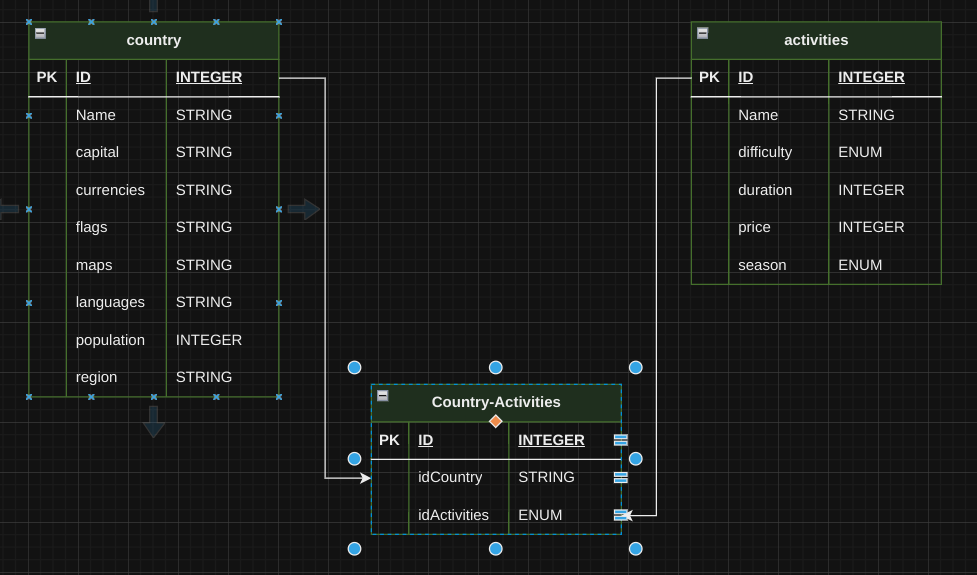 country
PK ID INTEGER
Name STRING
capital STRING
currencies STRING
flags STRING
maps STRING
languages STRING
population INTEGER
region STRING
activities
PK ID INTEGER
Name STRING
difficulty ENUM
duration INTEGER
price INTEGER
season ENUM
Country-Activities
PK ID INTEGER
idCountry STRING
idActivities ENUM